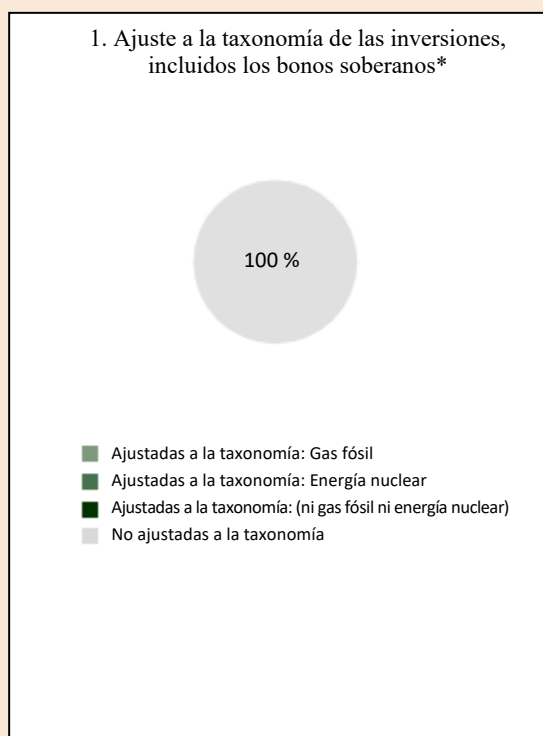 1. Ajuste a la taxonomía de las inversiones,
incluidos los bonos soberanos*
100 %
Ajustadas a la taxonomía: Gas fósil
Ajustadas a la taxonomía: Energía nuclear
Ajustadas a la taxonomía: (ni gas fósil ni energía nuclear)
No ajustadas a la taxonomía